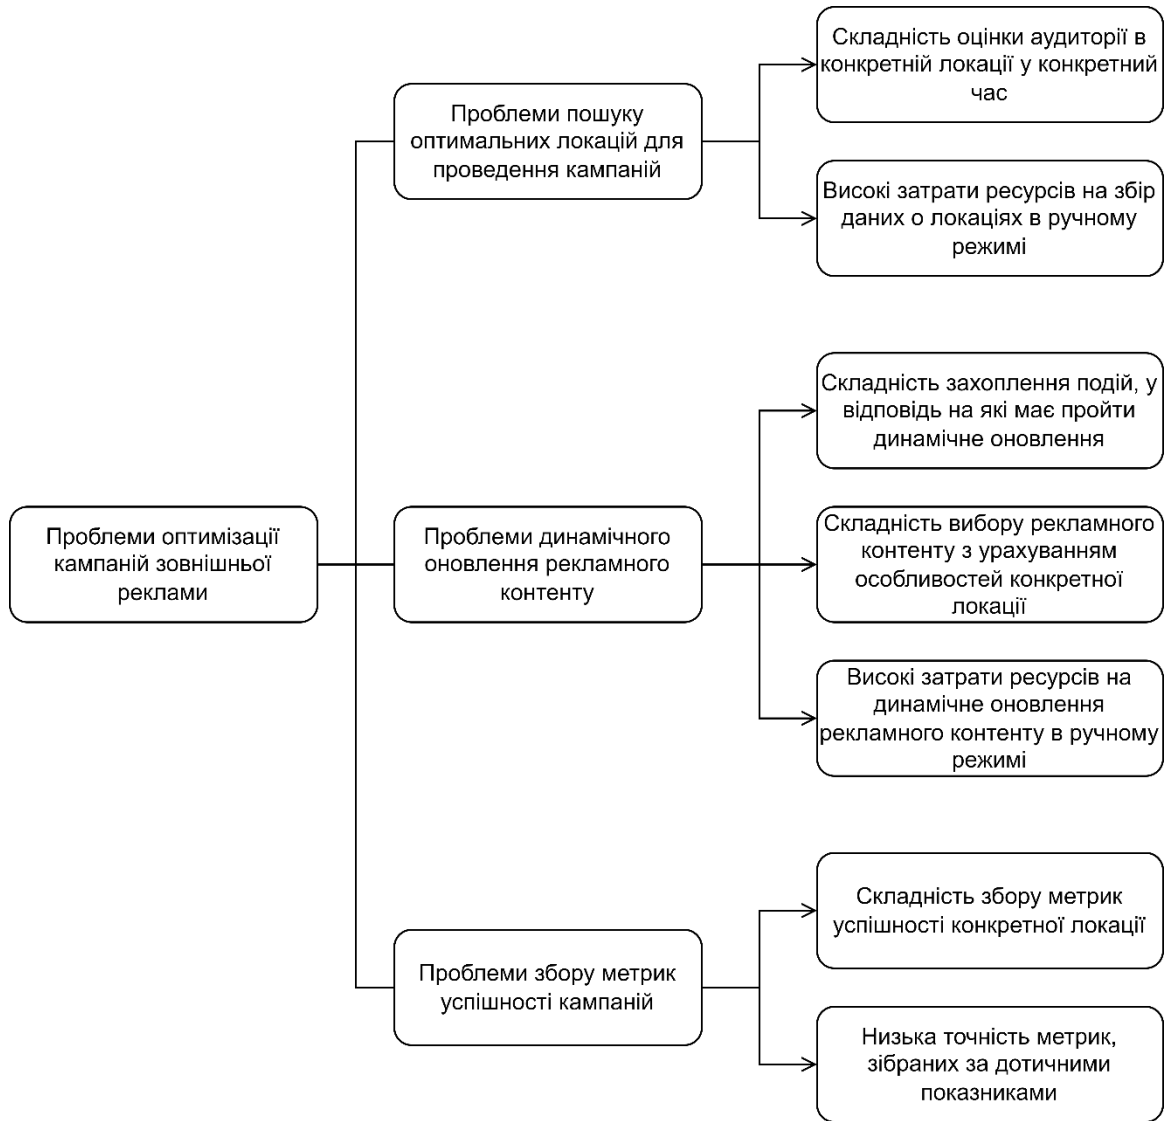 Складність оцінки аудиторії в
конкретній локації у конкретний
час
Проблеми пошуку
оптимальних локацій для
проведення кампаній
Високі затрати ресурсів на збір
даних о локаціях в ручному
режимі
Складність захоплення подій, у
відповідь на які має пройти
динамічне оновлення
Проблеми оптимізації
кампаній зовнішньої
реклами
Проблеми динамічного
оновлення рекламного
контенту
Складність вибору рекламного
контенту з урахуванням
особливостей конкретної
локації
Високі затрати ресурсів на
динамічне оновлення
рекламного контенту в ручному
режимі
Складність збору метрик
успішності конкретної локації
Проблеми збору метрик
успішності кампаній
Низька точність метрик,
зібраних за дотичними
показниками